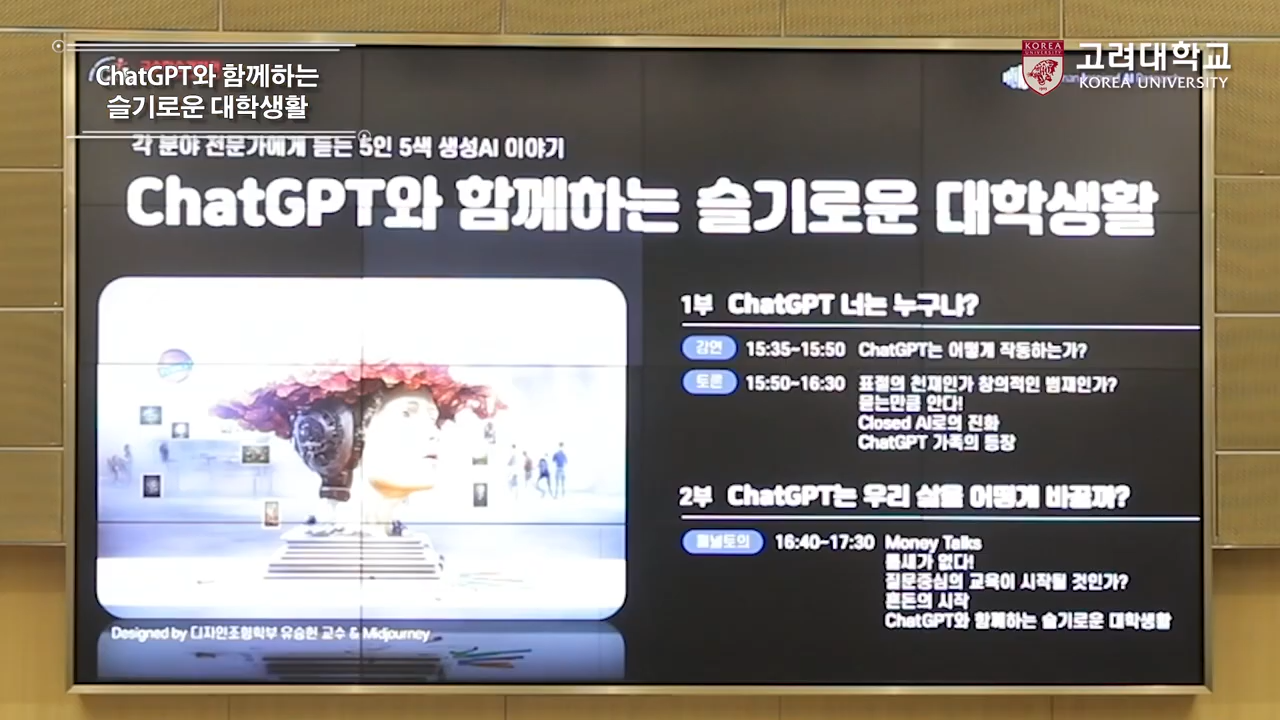 ChatGPT와 함께하는
슬기로운 대학생활
KOREA
UNIVERSITY
고려대학교
KOREA UNIVERSITY
각 분야 전문가에게 듣는 5인 5색 생성AI 이야기
ChatGPT와 함께하는 슬기로운 대학생활
1부 ChatGPT 너는 누구냐?
강연 15:35~15:50 ChatGPT는 어떻게 작동하는가?
토론 15:50~16:30 표절의 천재인가 창의적인 범재인가?
묻는만큼 안다!
Closed AI로의 진화
ChatGPT 가족의 등장
2부 ChatGPT는 우리 삶을 어떻게 바꿀까?
패널토의 16:40~17:30 Money Talks
틈새가 없다!
질문중심의 교육이 시작될 것인가?
혼돈의 시작
ChatGPT와 함께하는 슬기로운 대학생활
Designed by 디자인조형학부 유승헌 교수 & Midjourney